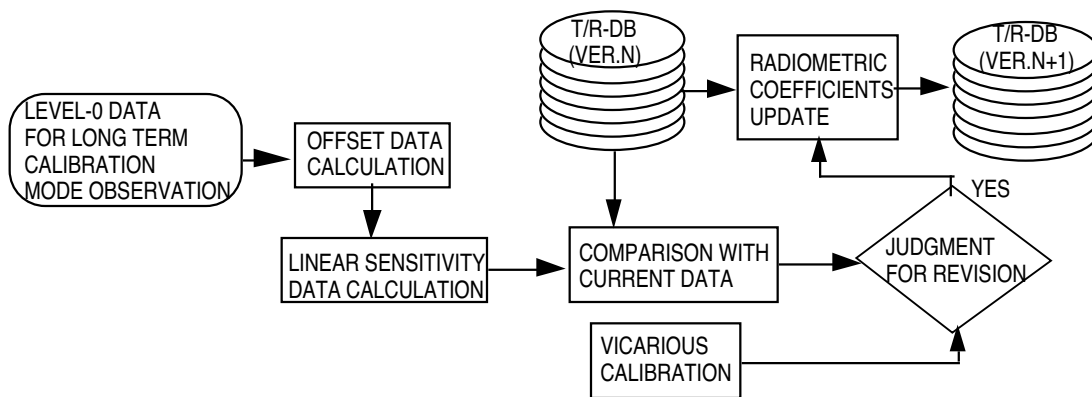 LEVEL-0 DATA
FOR LONG TERM
CALIBRATION
MODE OBSERVATION
OFFSET DATA
CALCULATION
LINEAR SENSITIVITY
DATA CALCULATION
T/R-DB
(VER.N)
RADIOMETRIC
COEFFICIENTS
UPDATE
T/R-DB
(VER.N+1)
COMPARISON WITH
CURRENT DATA
YES
JUDGMENT
FOR REVISION
VICARIOUS
CALIBRATION